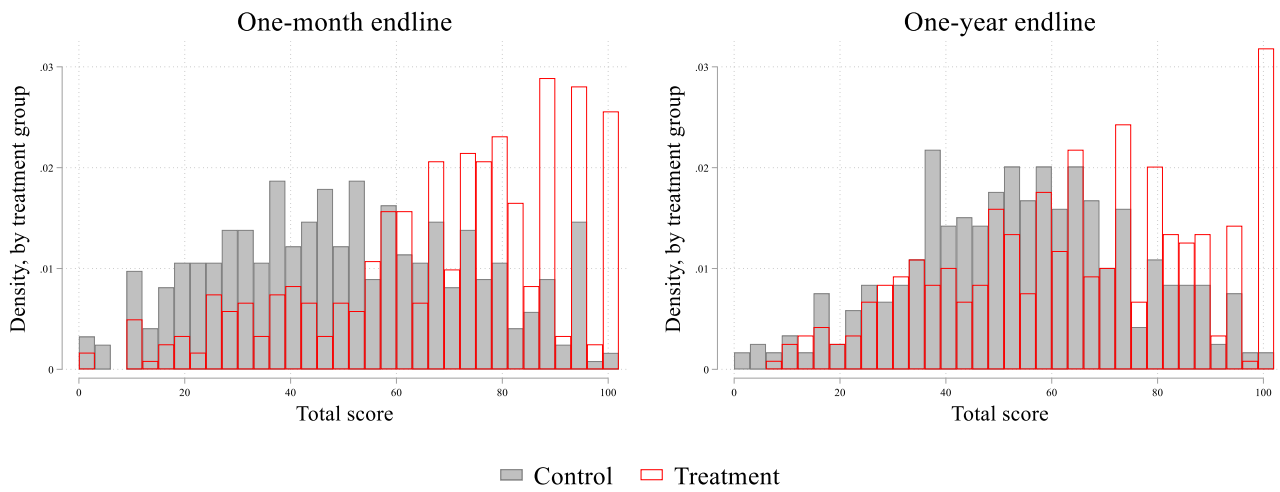 One-month endline
Density, by treatment group
.03
.02
.01
0
0 20 40 60 80 100
Total score
One-year endline
Density, by treatment group
.03
.02
.01
0
0 20 40 60 80 100
Total score
Control Treatment